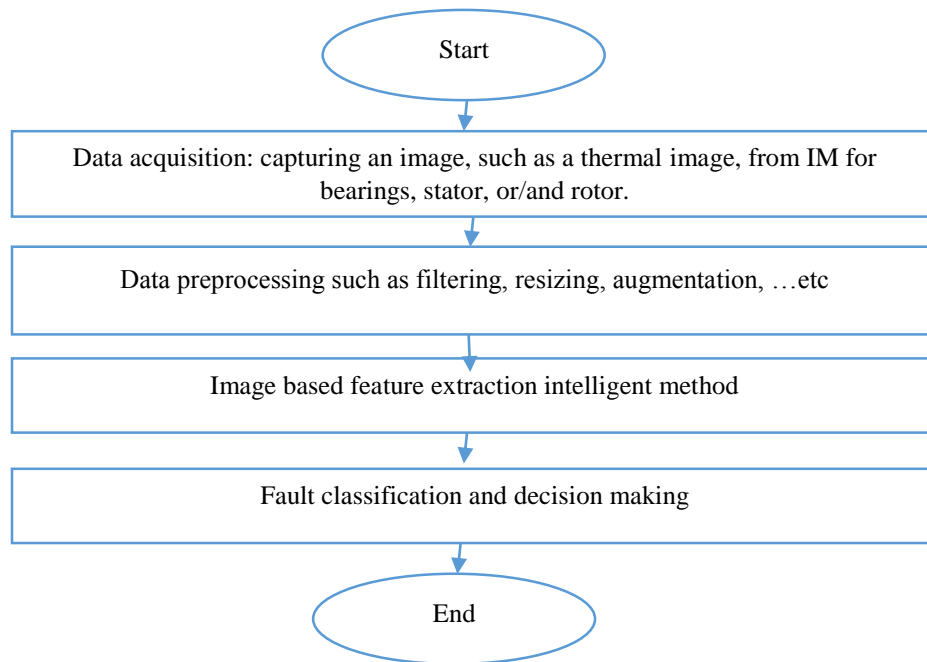 Start
Data acquisition: capturing an image, such as a thermal image, from IM for
bearings, stator, or/and rotor.
Data preprocessing such as filtering, resizing, augmentation, …etc
Image based feature extraction intelligent method
Fault classification and decision making
End